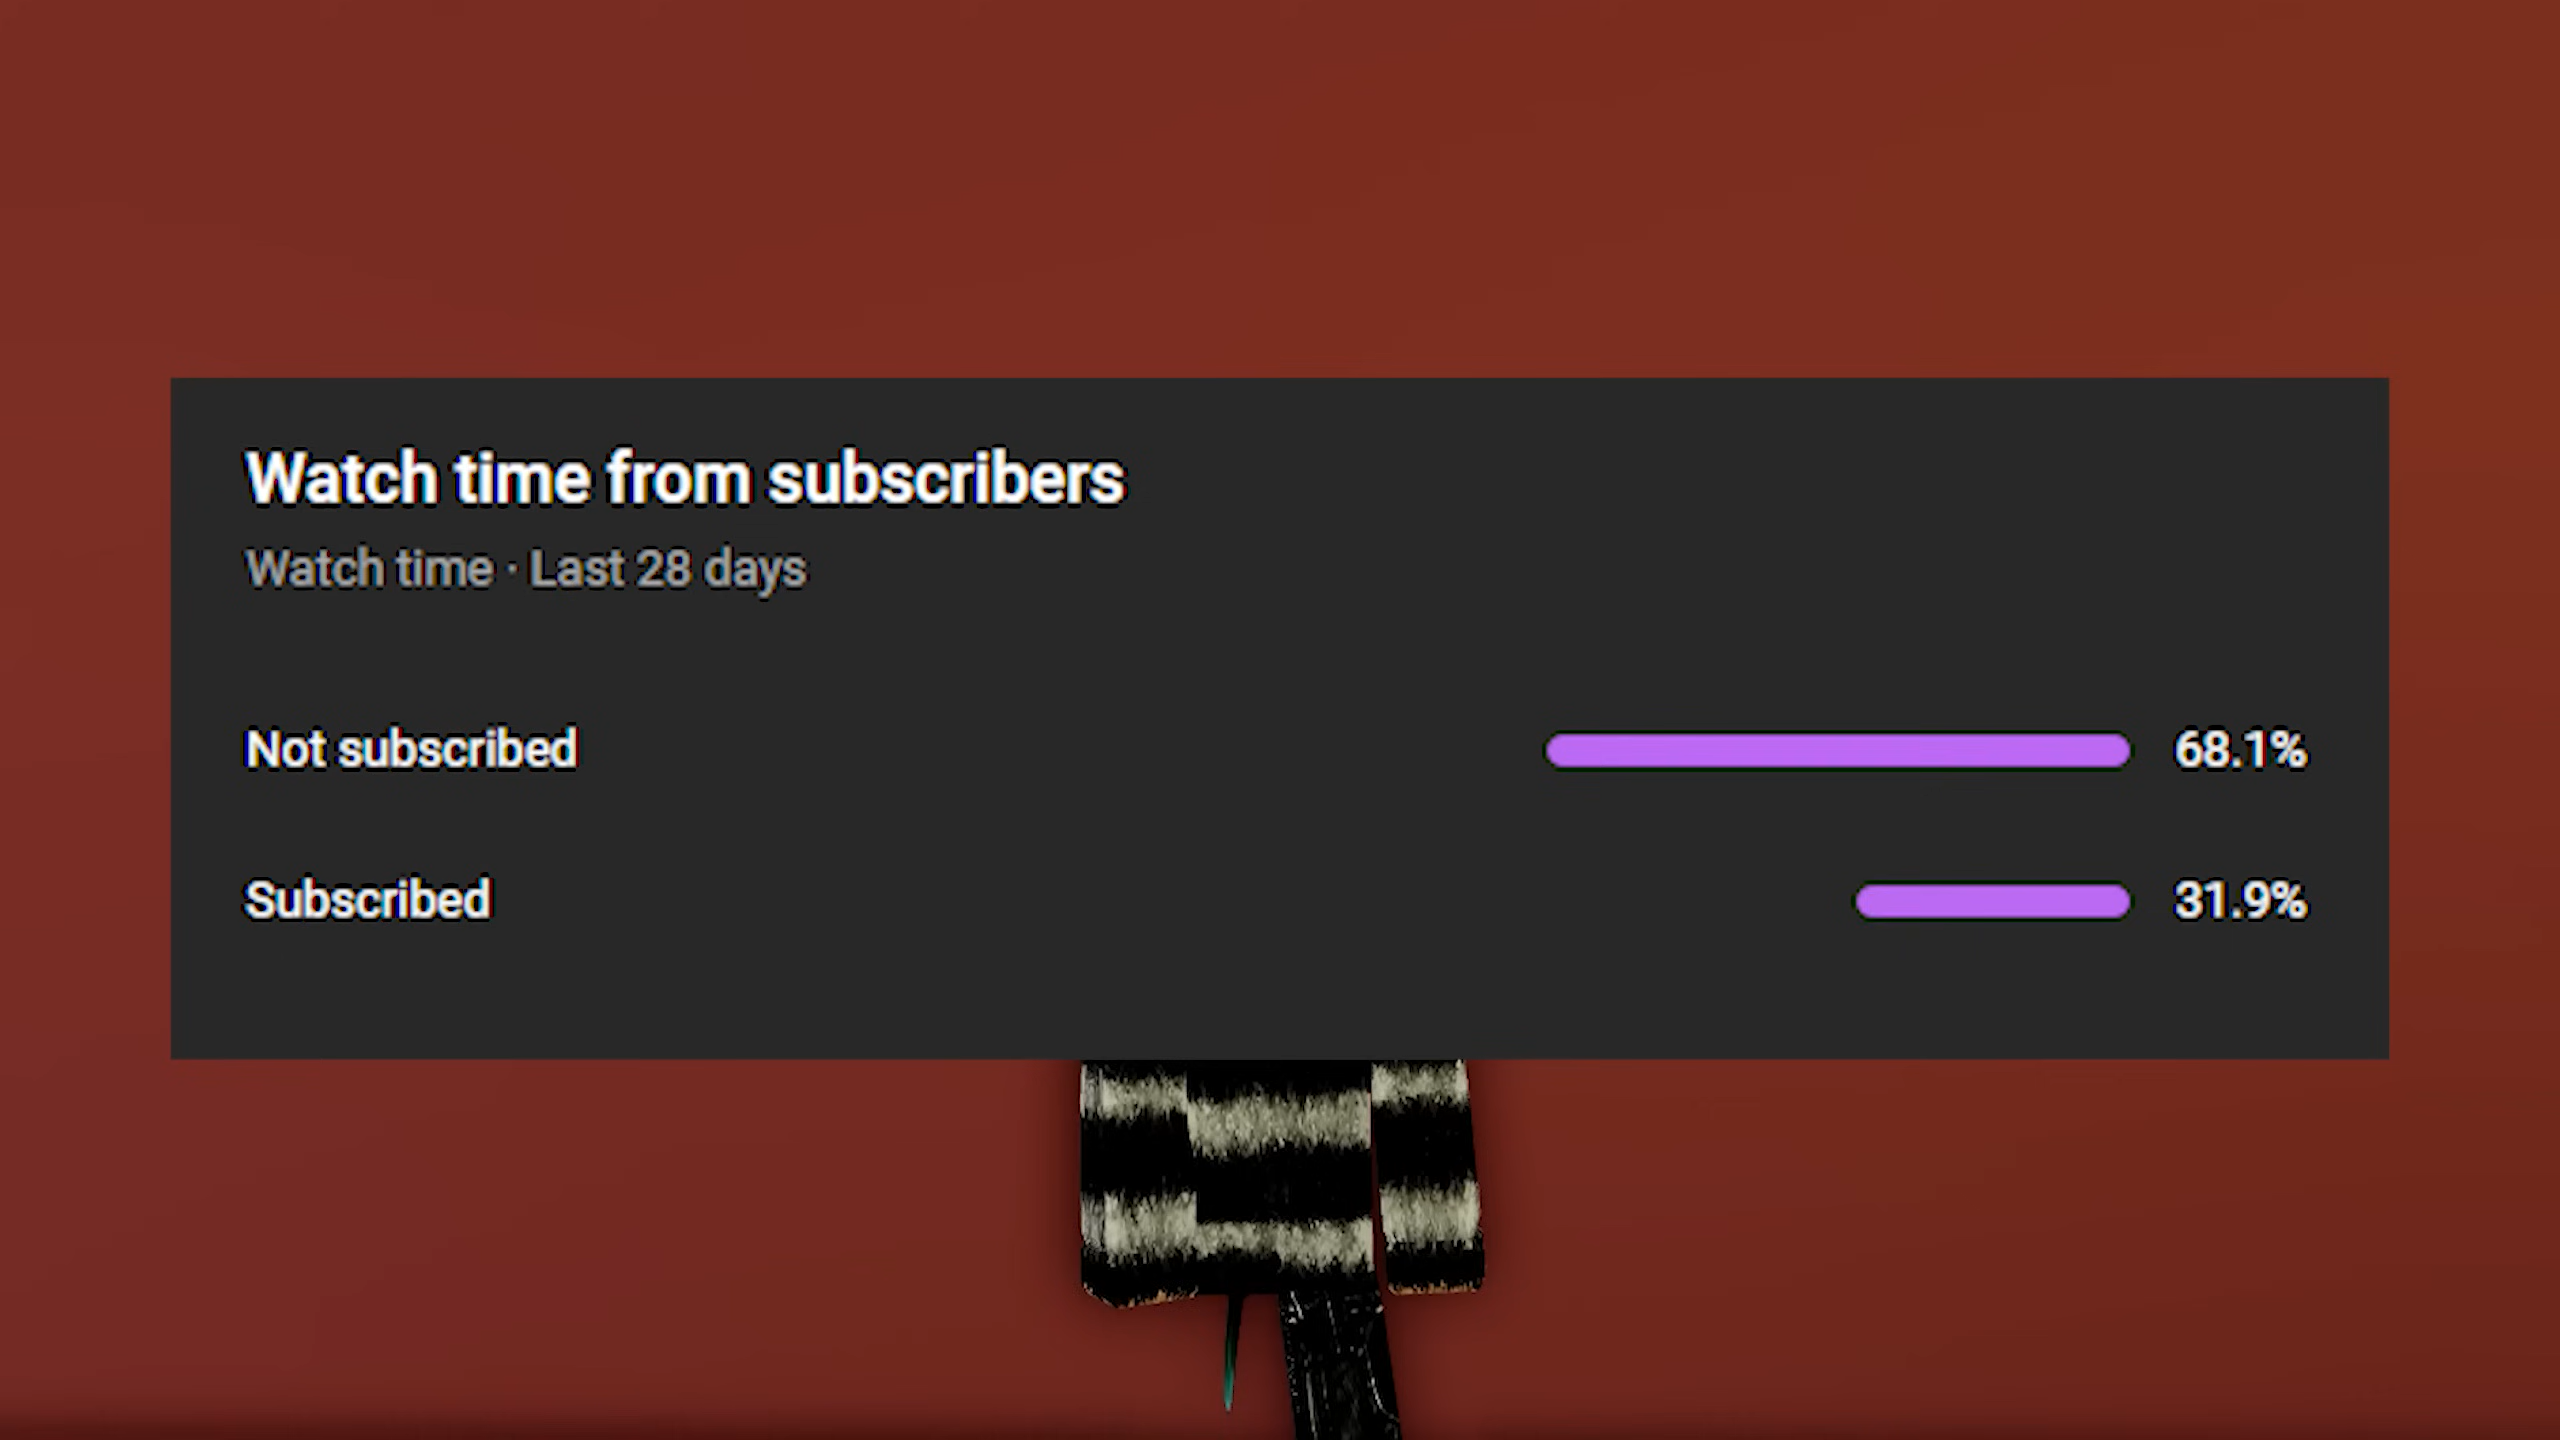 Watch time from subscribers
Watch time · Last 28 days
Not subscribed 68.1%
Subscribed 31.9%